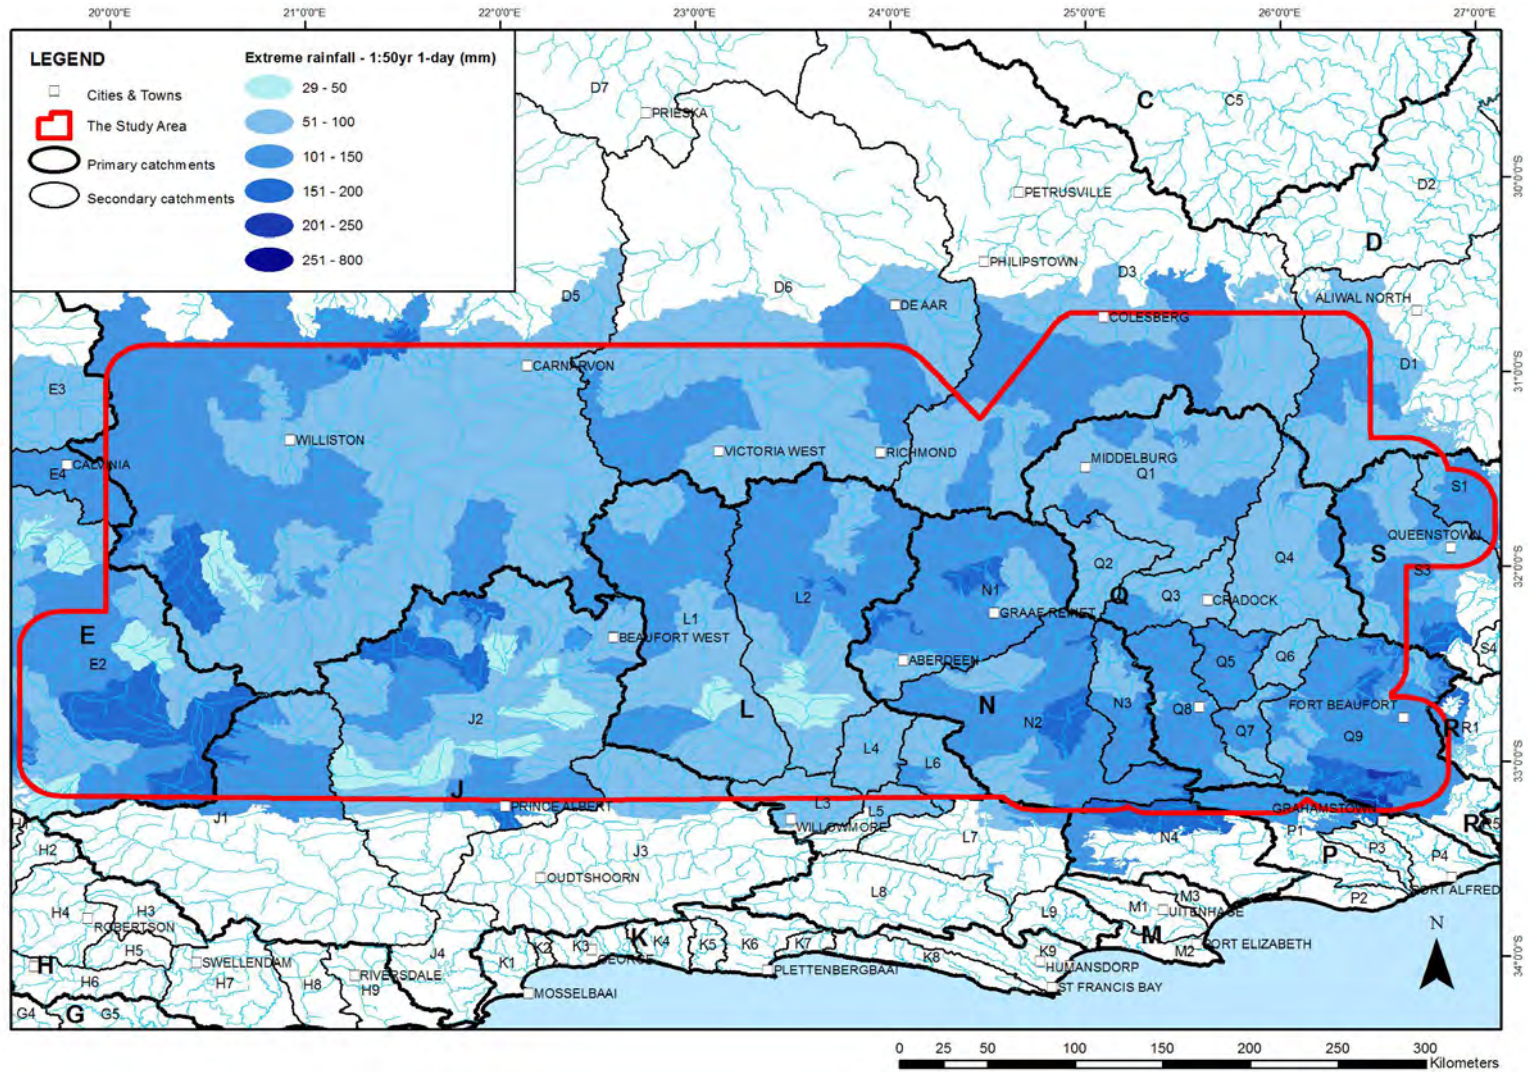 20°0'0"E
21°0'0"E
22°0'0"E
23°0'0"E
24°0'0"E
25°0'0"E
26°0'0"E
27°0'0"E
LEGEND
Cities & Towns
The Study Area
Primary catchments
Secondary catchments
Extreme rainfall - 1:50yr 1-day (mm)
29 - 50
51 - 100
101 - 150
151 - 200
201 - 250
251 - 800
D7
PRIESKA
C
C5
PETRUSVILLE
D2
30°0'0"S
D
PHILIPSTOWN
D3
D5
D6
DE AAR
ALIWAL NORTH
COLESBERG
CARNARVON
D1
31°0'0"S
E3
WILLISTON
VICTORIA WEST
RICHMOND
MIDDELBURG
Q1
CALVINIA
E4
S1
QUEENSTOWN
S
Q2
Q4
S3
32°0'0"S
N1
L2
Q3
Q
CRADOCK
GRAAF REINET
L1
E
BEAUFORT WEST
E2
ABERDEEN
Q5
Q6
S4
J2
L
N
N3
Q8
FORT BEAUFORT
N2
Q7
Q9
R
R1
L4
L6
33°0'0"S
J
PRINCE ALBERT
L3
L5
GRAHAMSTOWN
J1
WILLOWMORE
L7
N4
P1
H1
H2
J3
P
P3
P4
R
R5
OUDTSHOORN
L8
PORT ALFRED
P2
H4
H3
ROBERTSON
M3
M1
UITENHAGE
L9
M
H5
J4
K
K1
K2
K3
K4
K5
K6
K7
K8
K9
M2
PORT ELIZABETH
N
H
SWELLENDAM
GEORGE
PLETTENBERGBAAI
HUMANSDORP
34°0'0"S
H6
H7
H8
RIVERSDALE
H9
MOSSELBAAI
ST FRANCIS BAY
G4
G
G5
0 25 50 100 150 200 250 300
Kilometers